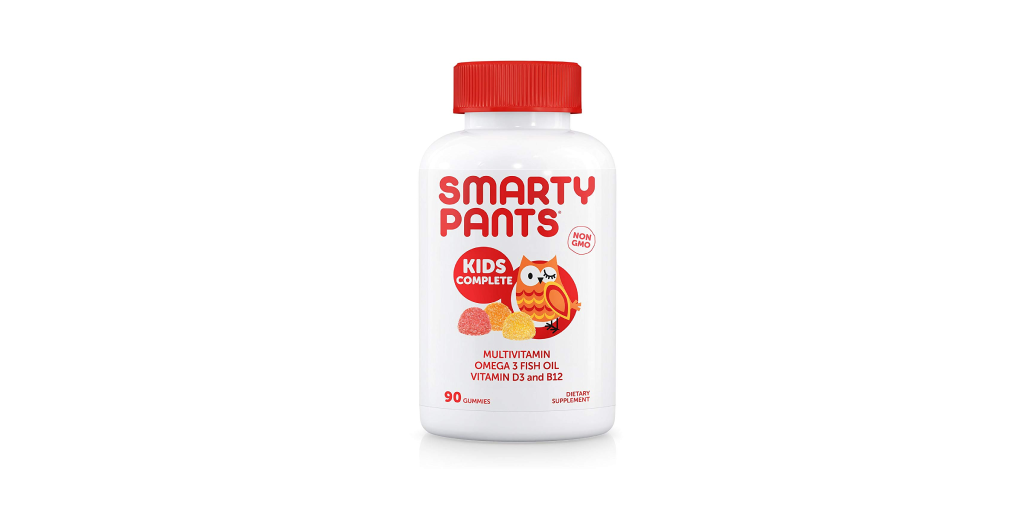 SMARTY
PANTS®
NON
GMO
KIDS
COMPLETE
MULTIVITAMIN
OMEGA 3 FISH OIL
VITAMIN D3 and B12
90 GUMMIES
DIETARY
SUPPLEMENT